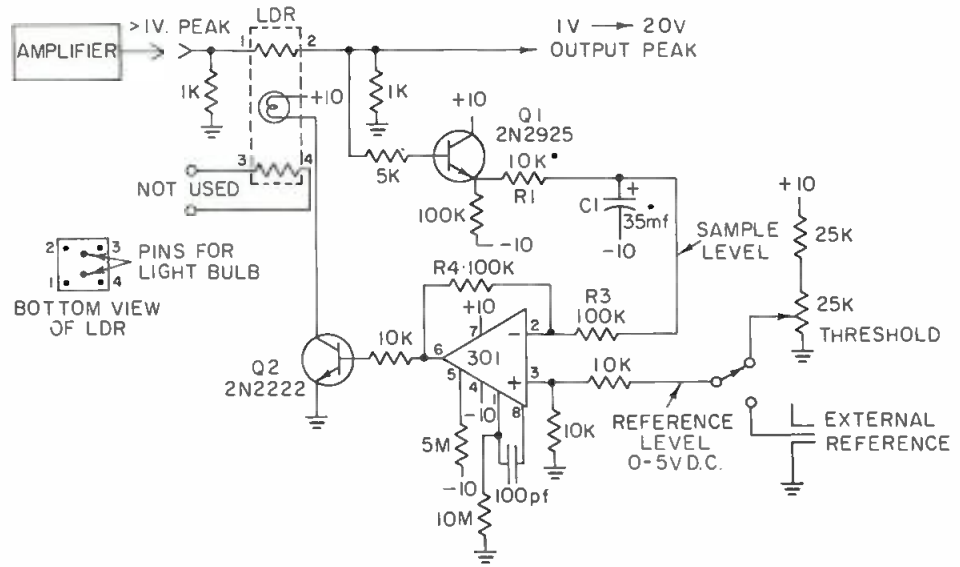 LDR
>1V. PEAK
1V → 20V
OUTPUT PEAK
AMPLIFIER
1
2
1K
+10
1K
+10
Q1
2N2925
10K
R1
5K
100K
-10
C1
+
35mf
-10
SAMPLE
LEVEL
+10
25K
25K
THRESHOLD
3
4
NOT USED
2
3
1
4
PINS FOR
LIGHT BULB
BOTTOM VIEW
OF LDR
R4·100K
+10
7
R3
100K
- 2
10K
6
301
+ 3
10K
Q2
2N2222
5
4
1
8
-10
5M
-10
100pf
10M
10K
REFERENCE
LEVEL
0-5V D.C.
EXTERNAL
REFERENCE